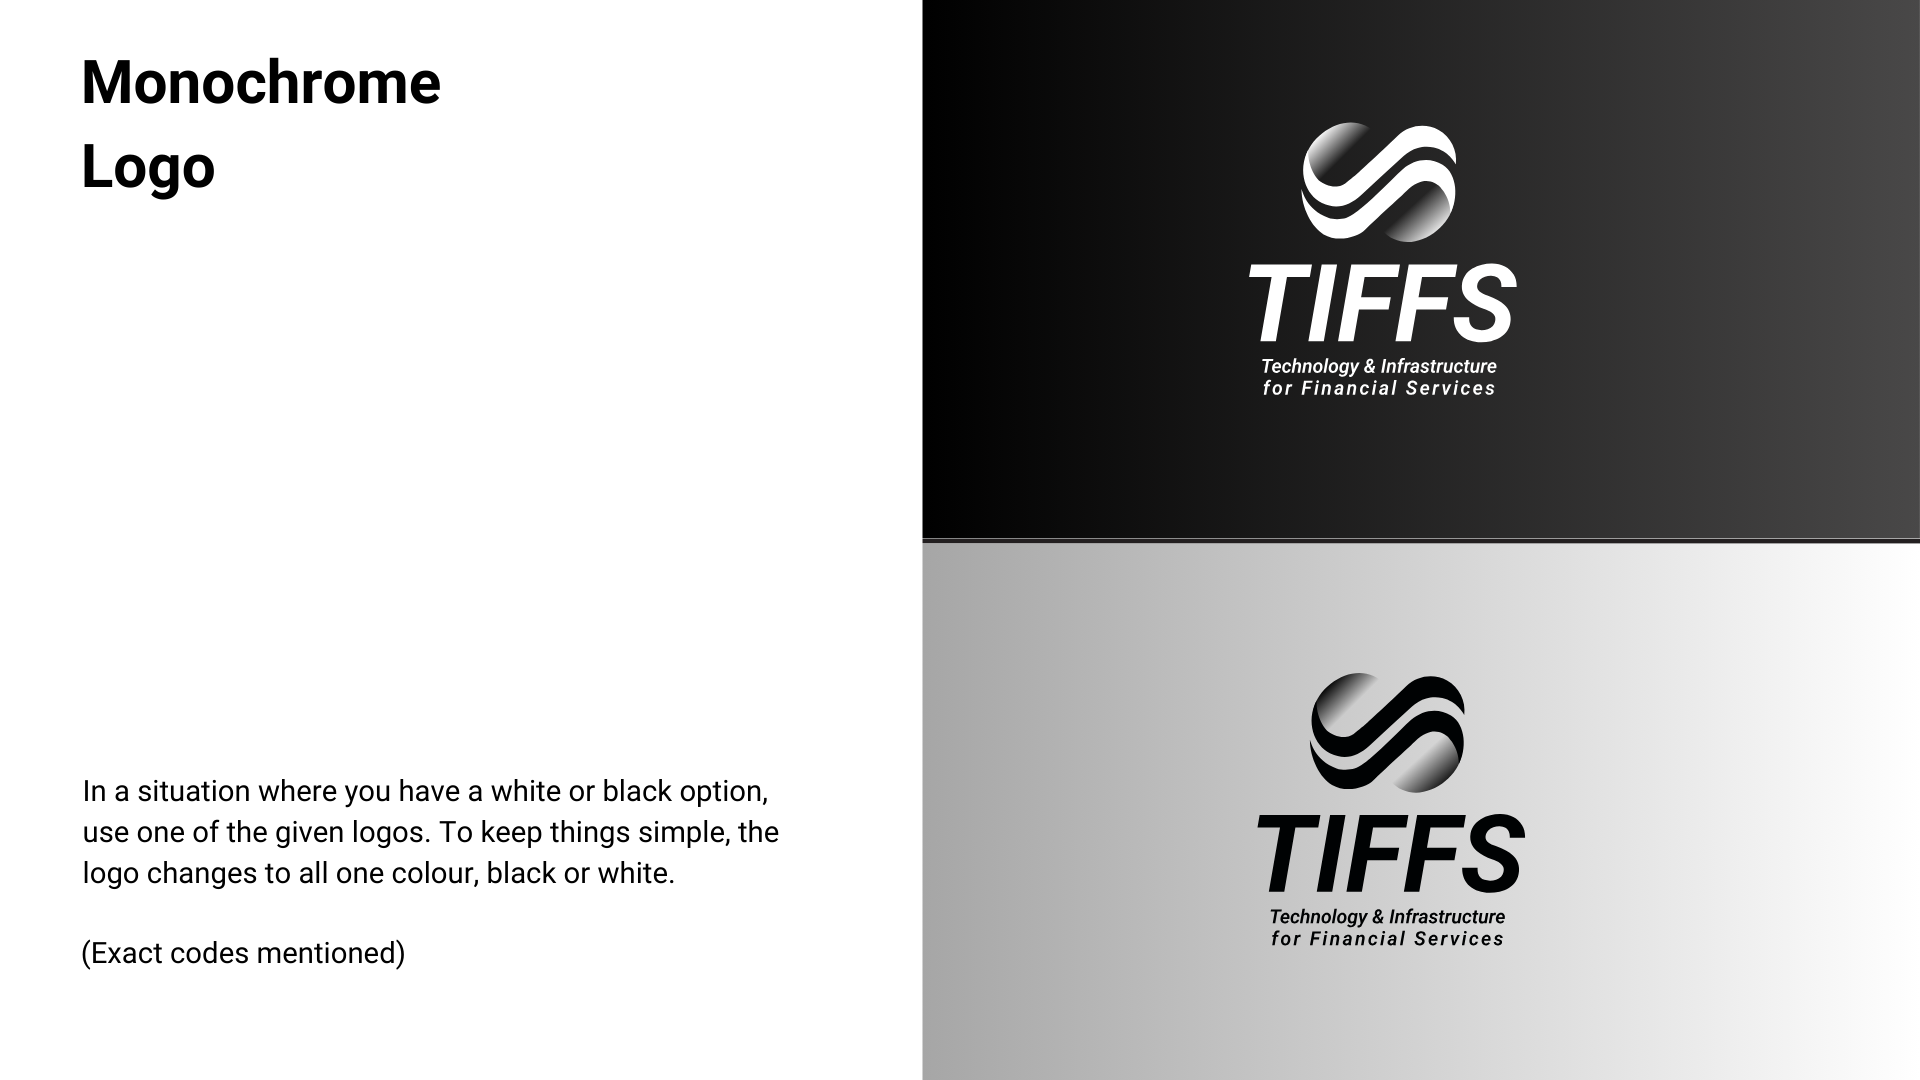 Monochrome
Logo
In a situation where you have a white or black option,
use one of the given logos. To keep things simple, the
logo changes to all one colour, black or white.
(Exact codes mentioned)
TIFFS
Technology & Infrastructure
for Financial Services
TIFFS
Technology & Infrastructure
for Financial Services